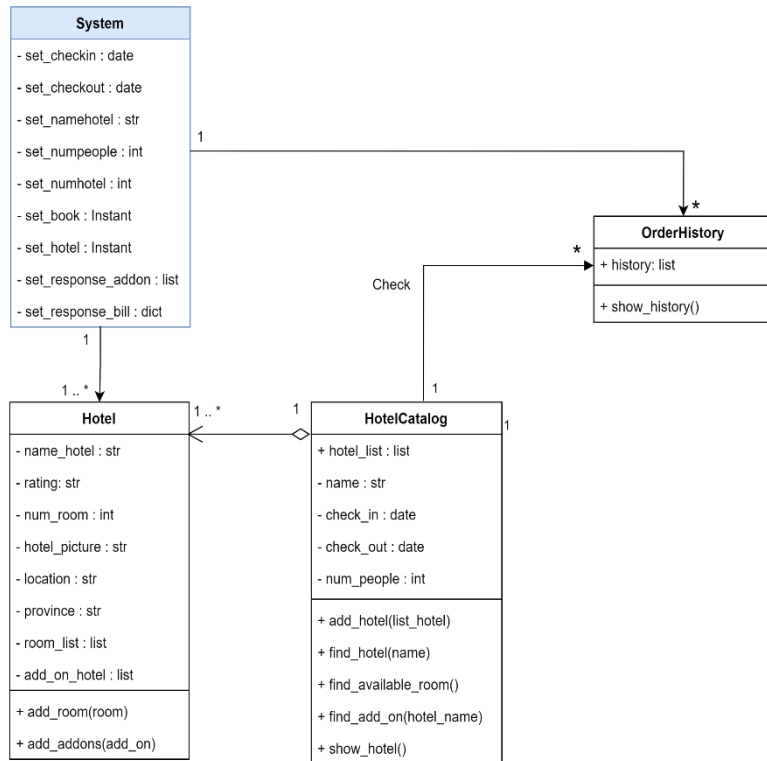 System
- set_checkin : date
- set_checkout : date
- set_namehotel : str
- set_numpeople : int
- set_numhotel : int
- set_book : Instant
- set_hotel : Instant
- set_response_addon : list
- set_response_bill : dict
1
*
OrderHistory
+ history: list
+ show_history()
*
Check
1
1
1 .. *
Hotel
- name_hotel : str
- rating: str
- num_room : int
- hotel_picture : str
- location : str
- province : str
- room_list : list
- add_on_hotel : list
+ add_room(room)
+ add_addons(add_on)
1 .. *
1
HotelCatalog
1
+ hotel_list : list
- name : str
- check_in : date
- check_out : date
- num_people : int
+ add_hotel(list_hotel)
+ find_hotel(name)
+ find_available_room()
+ find_add_on(hotel_name)
+ show_hotel()